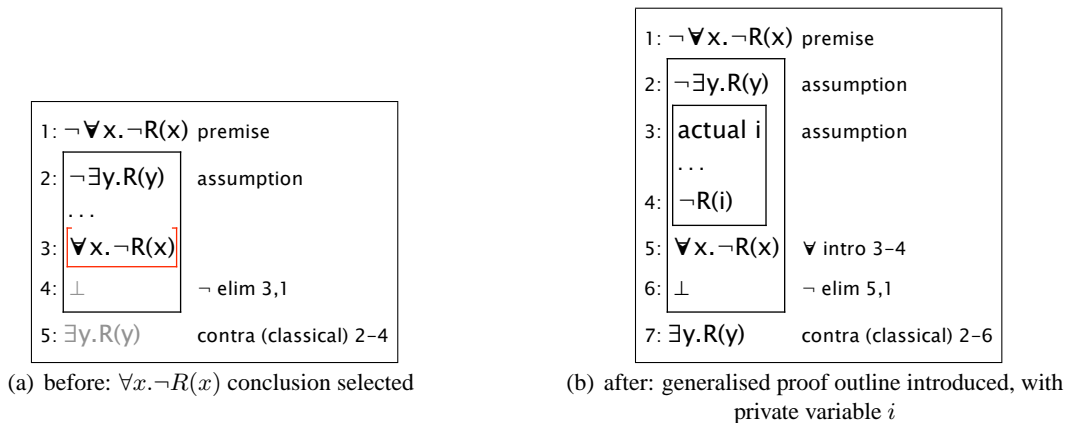 1: ¬∀x.¬R(x) premise
2: ¬∃y.R(y) assumption
...
3: ∀x.¬R(x)
4: ⊥ ¬ elim 3,1
5: ∃y.R(y) contra (classical) 2–4
(a) before: ∀x.¬R(x) conclusion selected
1: ¬∀x.¬R(x) premise
2: ¬∃y.R(y) assumption
3: actual i assumption
...
4: ¬R(i)
5: ∀x.¬R(x) ∀ intro 3–4
6: ⊥ ¬ elim 5,1
7: ∃y.R(y) contra (classical) 2–6
(b) after: generalised proof outline introduced, with
private variable i